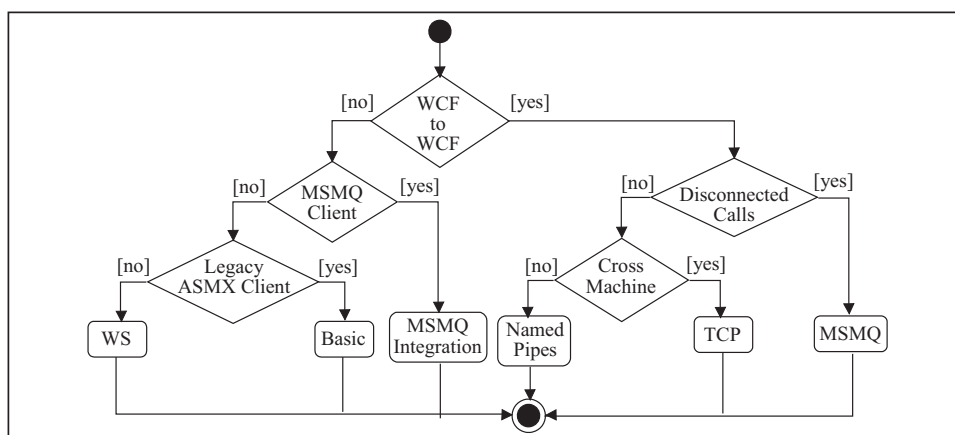 WCF
to
WCF
[no]
[yes]
MSMQ
Client
[no]
[yes]
Disconnected
Calls
[no]
[yes]
Legacy
ASMX Client
[no]
[yes]
Cross
Machine
[no]
[yes]
WS
Basic
MSMQ
Integration
Named
Pipes
TCP
MSMQ